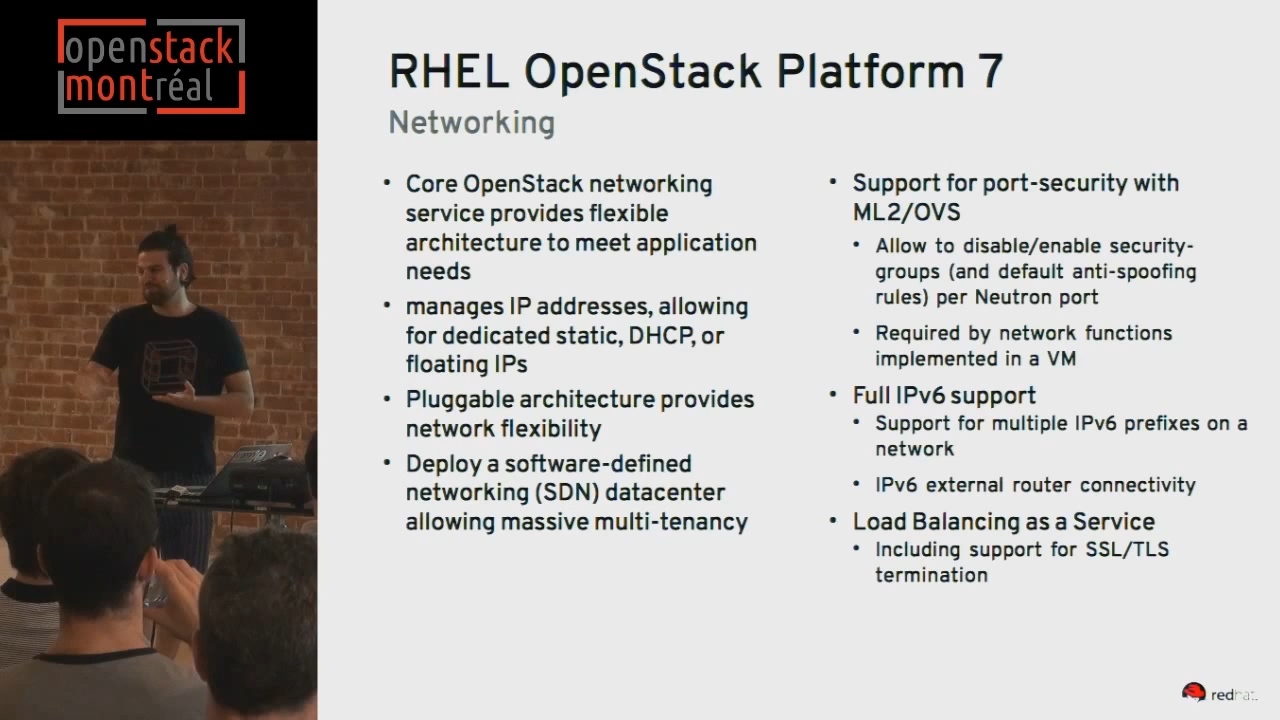 openstack
montréal
RHEL OpenStack Platform 7
Networking
• Core OpenStack networking
service provides flexible
architecture to meet application
needs
• manages IP addresses, allowing
for dedicated static, DHCP, or
floating IPs
• Pluggable architecture provides
network flexibility
• Deploy a software-defined
networking (SDN) datacenter
allowing massive multi-tenancy
• Support for port-security with
ML2/OVS
• Allow to disable/enable security-
groups (and default anti-spoofing
rules) per Neutron port
• Required by network functions
implemented in a VM
• Full IPv6 support
• Support for multiple IPv6 prefixes on a
network
• IPv6 external router connectivity
• Load Balancing as a Service
• Including support for SSL/TLS
termination
redhat.